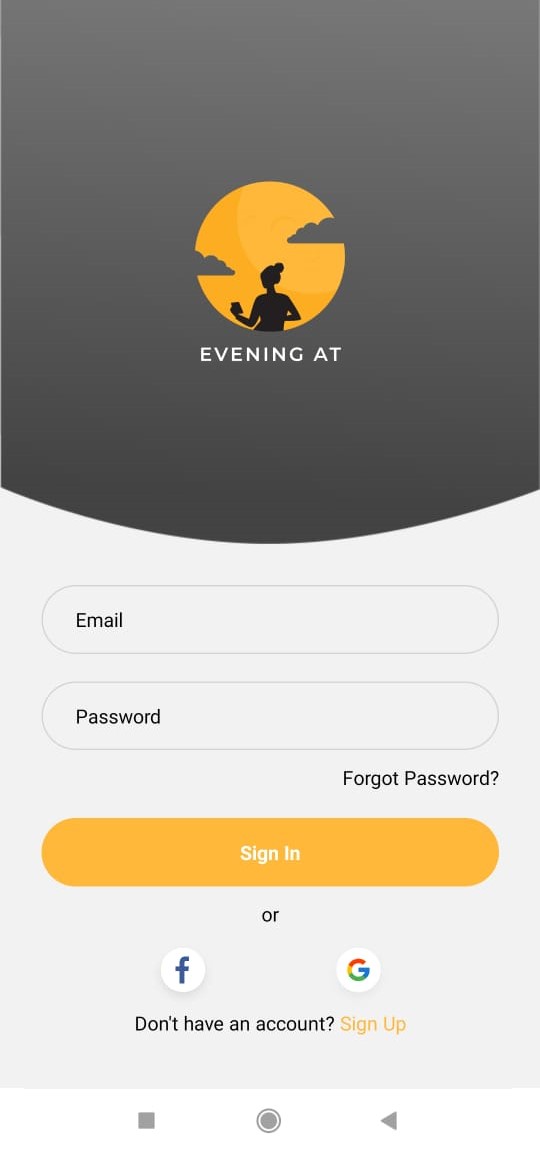 EVENING AT
Email
Password
Forgot Password?
Sign In
or
Don't have an account? Sign Up